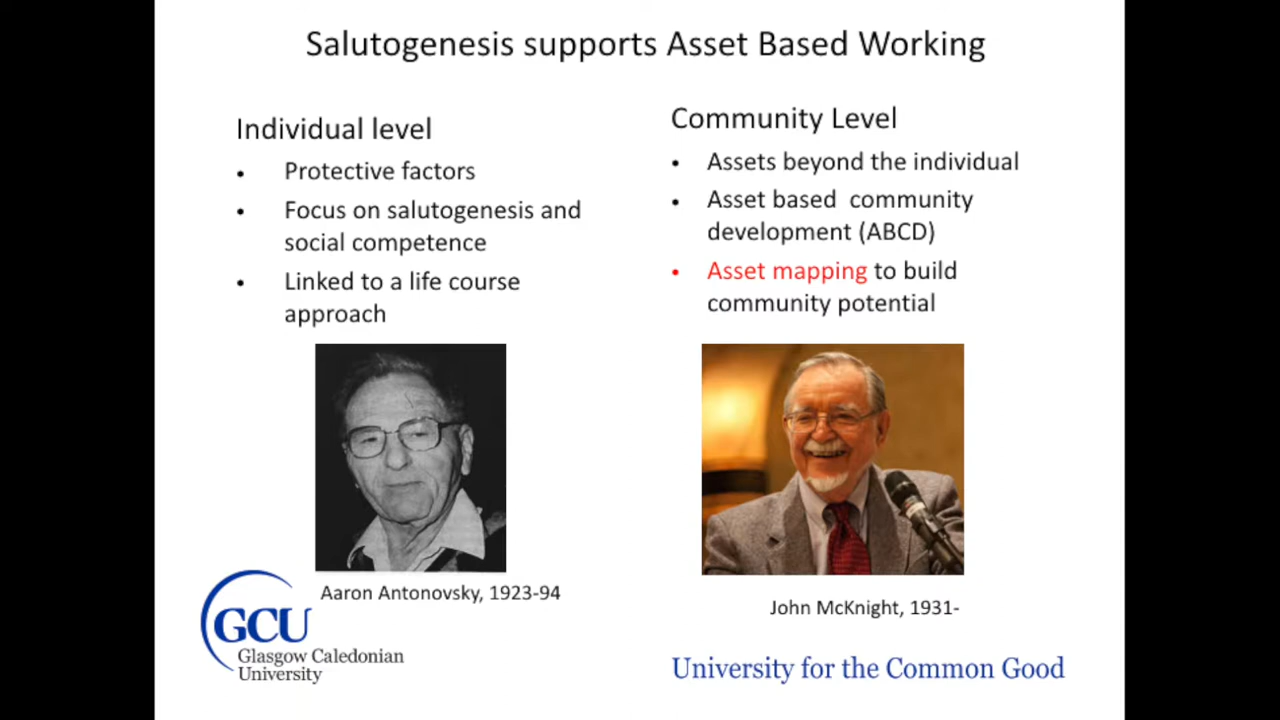 Salutogenesis supports Asset Based Working
Individual level
• Protective factors
• Focus on salutogenesis and
social competence
• Linked to a life course
approach
Community Level
• Assets beyond the individual
• Asset based  community
development (ABCD)
• Asset mapping to build
community potential
Aaron Antonovsky, 1923-94
John McKnight, 1931-
GCU
Glasgow Caledonian
University
University for the Common Good